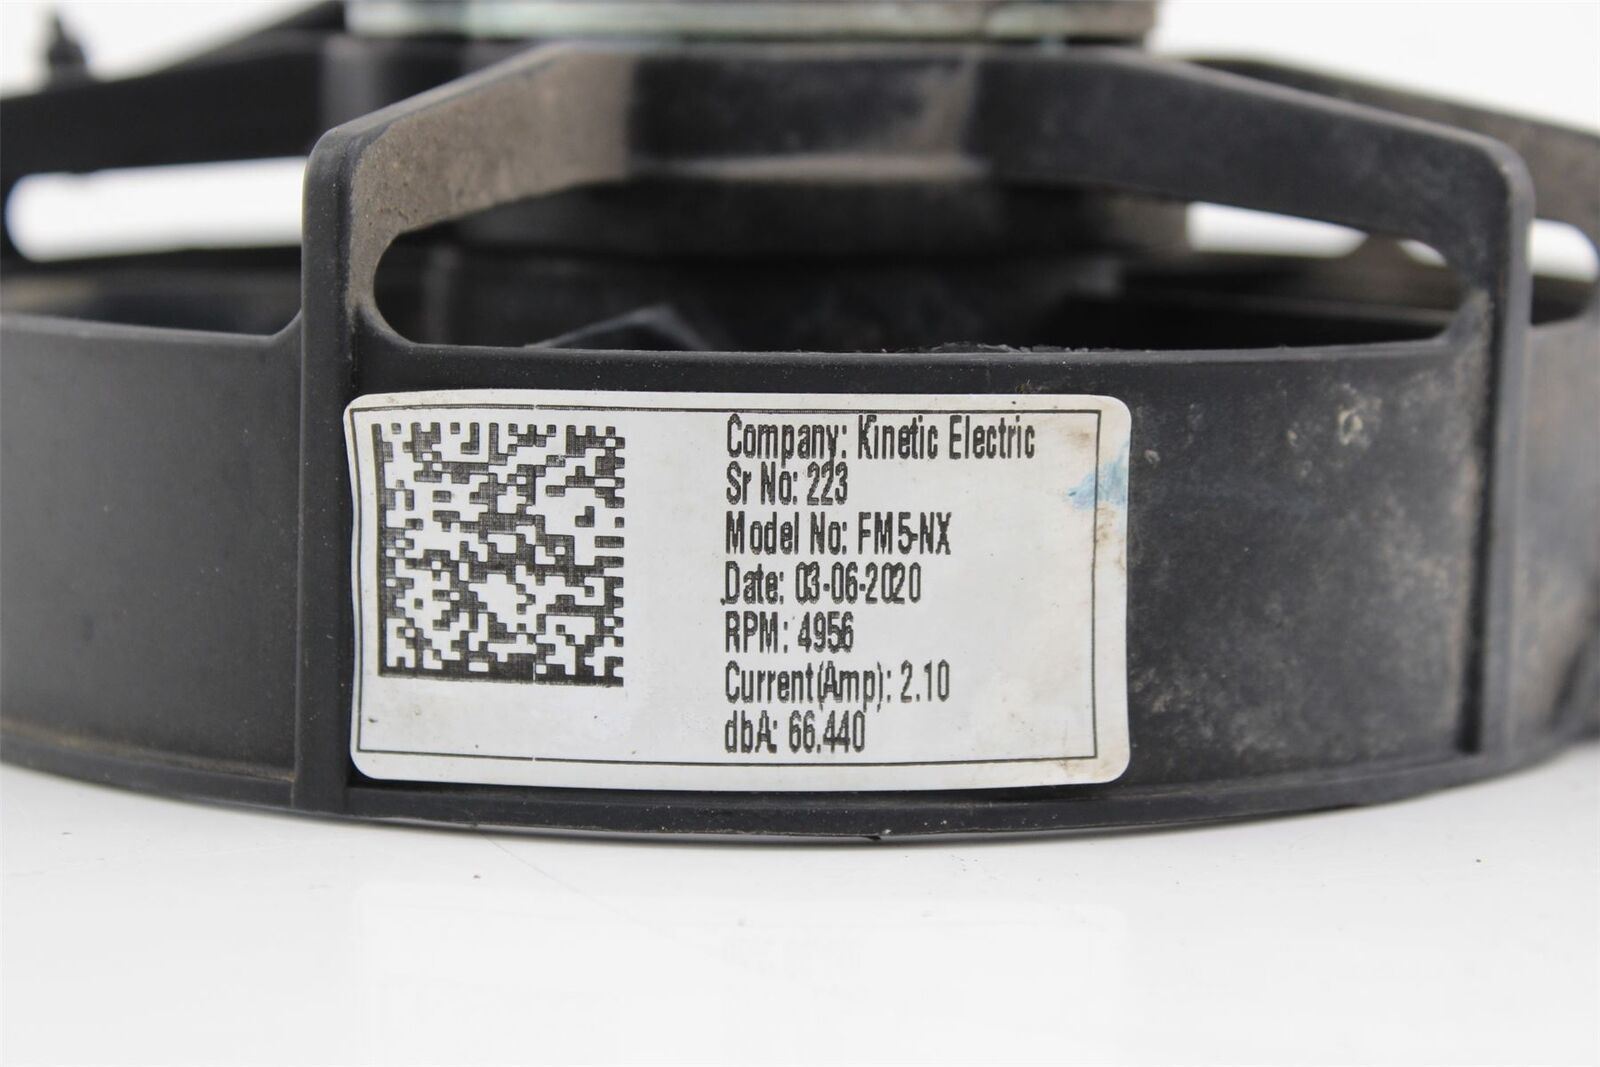 Company: Kinetic Electric
Sr No: 223
Model No: FM5-NX
Date: 03-06-2020
RPM: 4956
Current(Amp): 2.10
dbA: 66.440